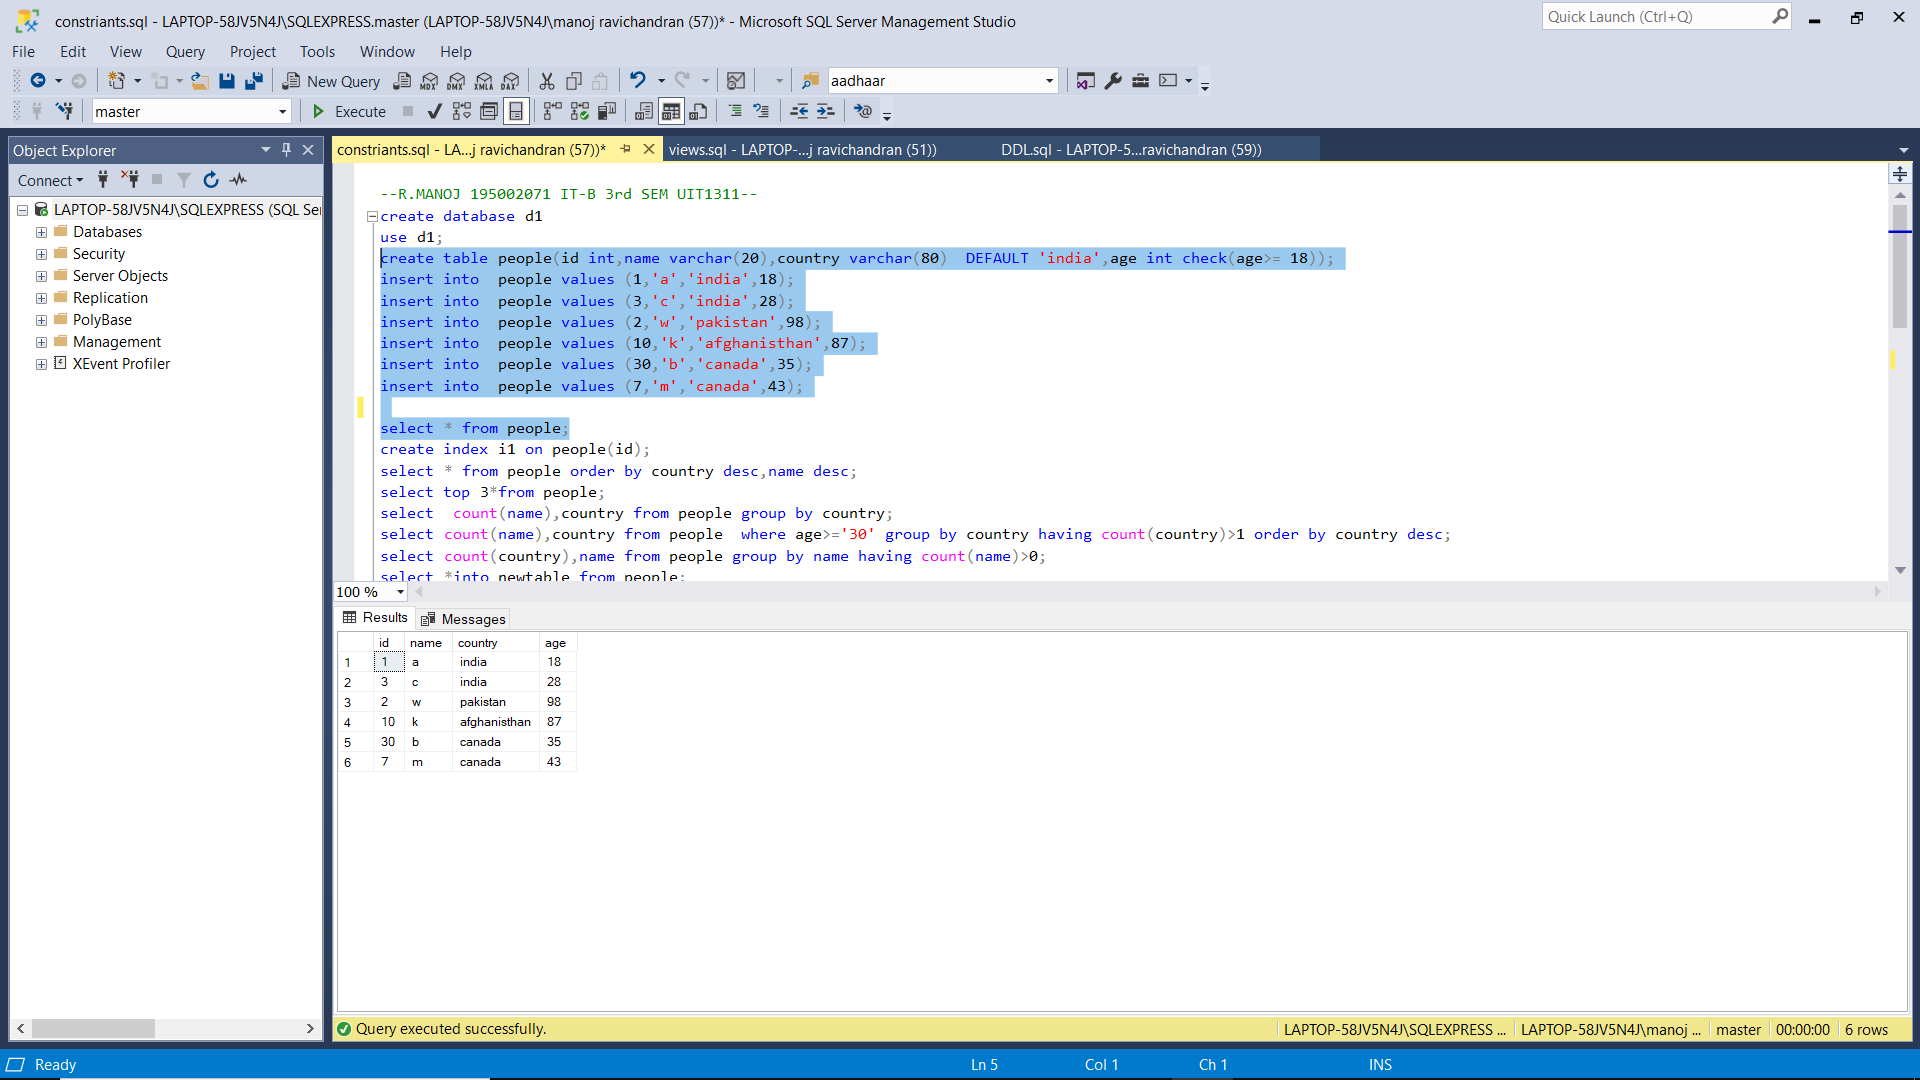 constriants.sql - LAPTOP-58JV5N4J\SQLEXPRESS.master (LAPTOP-58JV5N4J\manoj ravichandran (57))* - Microsoft SQL Server Management Studio
Quick Launch (Ctrl+Q)
File Edit View Query Project Tools Window Help
New Query MDX DMX XMLA DAX aadhaar
master Execute
Object Explorer
constriants.sql - LA...j ravichandran (57))* views.sql - LAPTOP-...j ravichandran (51)) DDL.sql - LAPTOP-5...ravichandran (59))
Connect
LAPTOP-58JV5N4J\SQLEXPRESS (SQL Ser
Databases
Security
Server Objects
Replication
PolyBase
Management
XEvent Profiler
--R.MANOJ 195002071 IT-B 3rd SEM UIT1311--
create database d1
use d1;
create table people(id int,name varchar(20),country varchar(80)  DEFAULT 'india',age int check(age>= 18));
insert into  people values (1,'a','india',18);
insert into  people values (3,'c','india',28);
insert into  people values (2,'w','pakistan',98);
insert into  people values (10,'k','afghanisthan',87);
insert into  people values (30,'b','canada',35);
insert into  people values (7,'m','canada',43);
select * from people;
create index i1 on people(id);
select * from people order by country desc,name desc;
select top 3*from people;
select  count(name),country from people group by country;
select count(name),country from people  where age>='30' group by country having count(country)>1 order by country desc;
select count(country),name from people group by name having count(name)>0;
select *into newtable from people;
100 %
Results Messages
id name country age
1 1 a india 18
2 3 c india 28
3 2 w pakistan 98
4 10 k afghanisthan 87
5 30 b canada 35
6 7 m canada 43
Query executed successfully. LAPTOP-58JV5N4J\SQLEXPRESS ... LAPTOP-58JV5N4J\manoj ... master 00:00:00 6 rows
Ready Ln 5 Col 1 Ch 1 INS